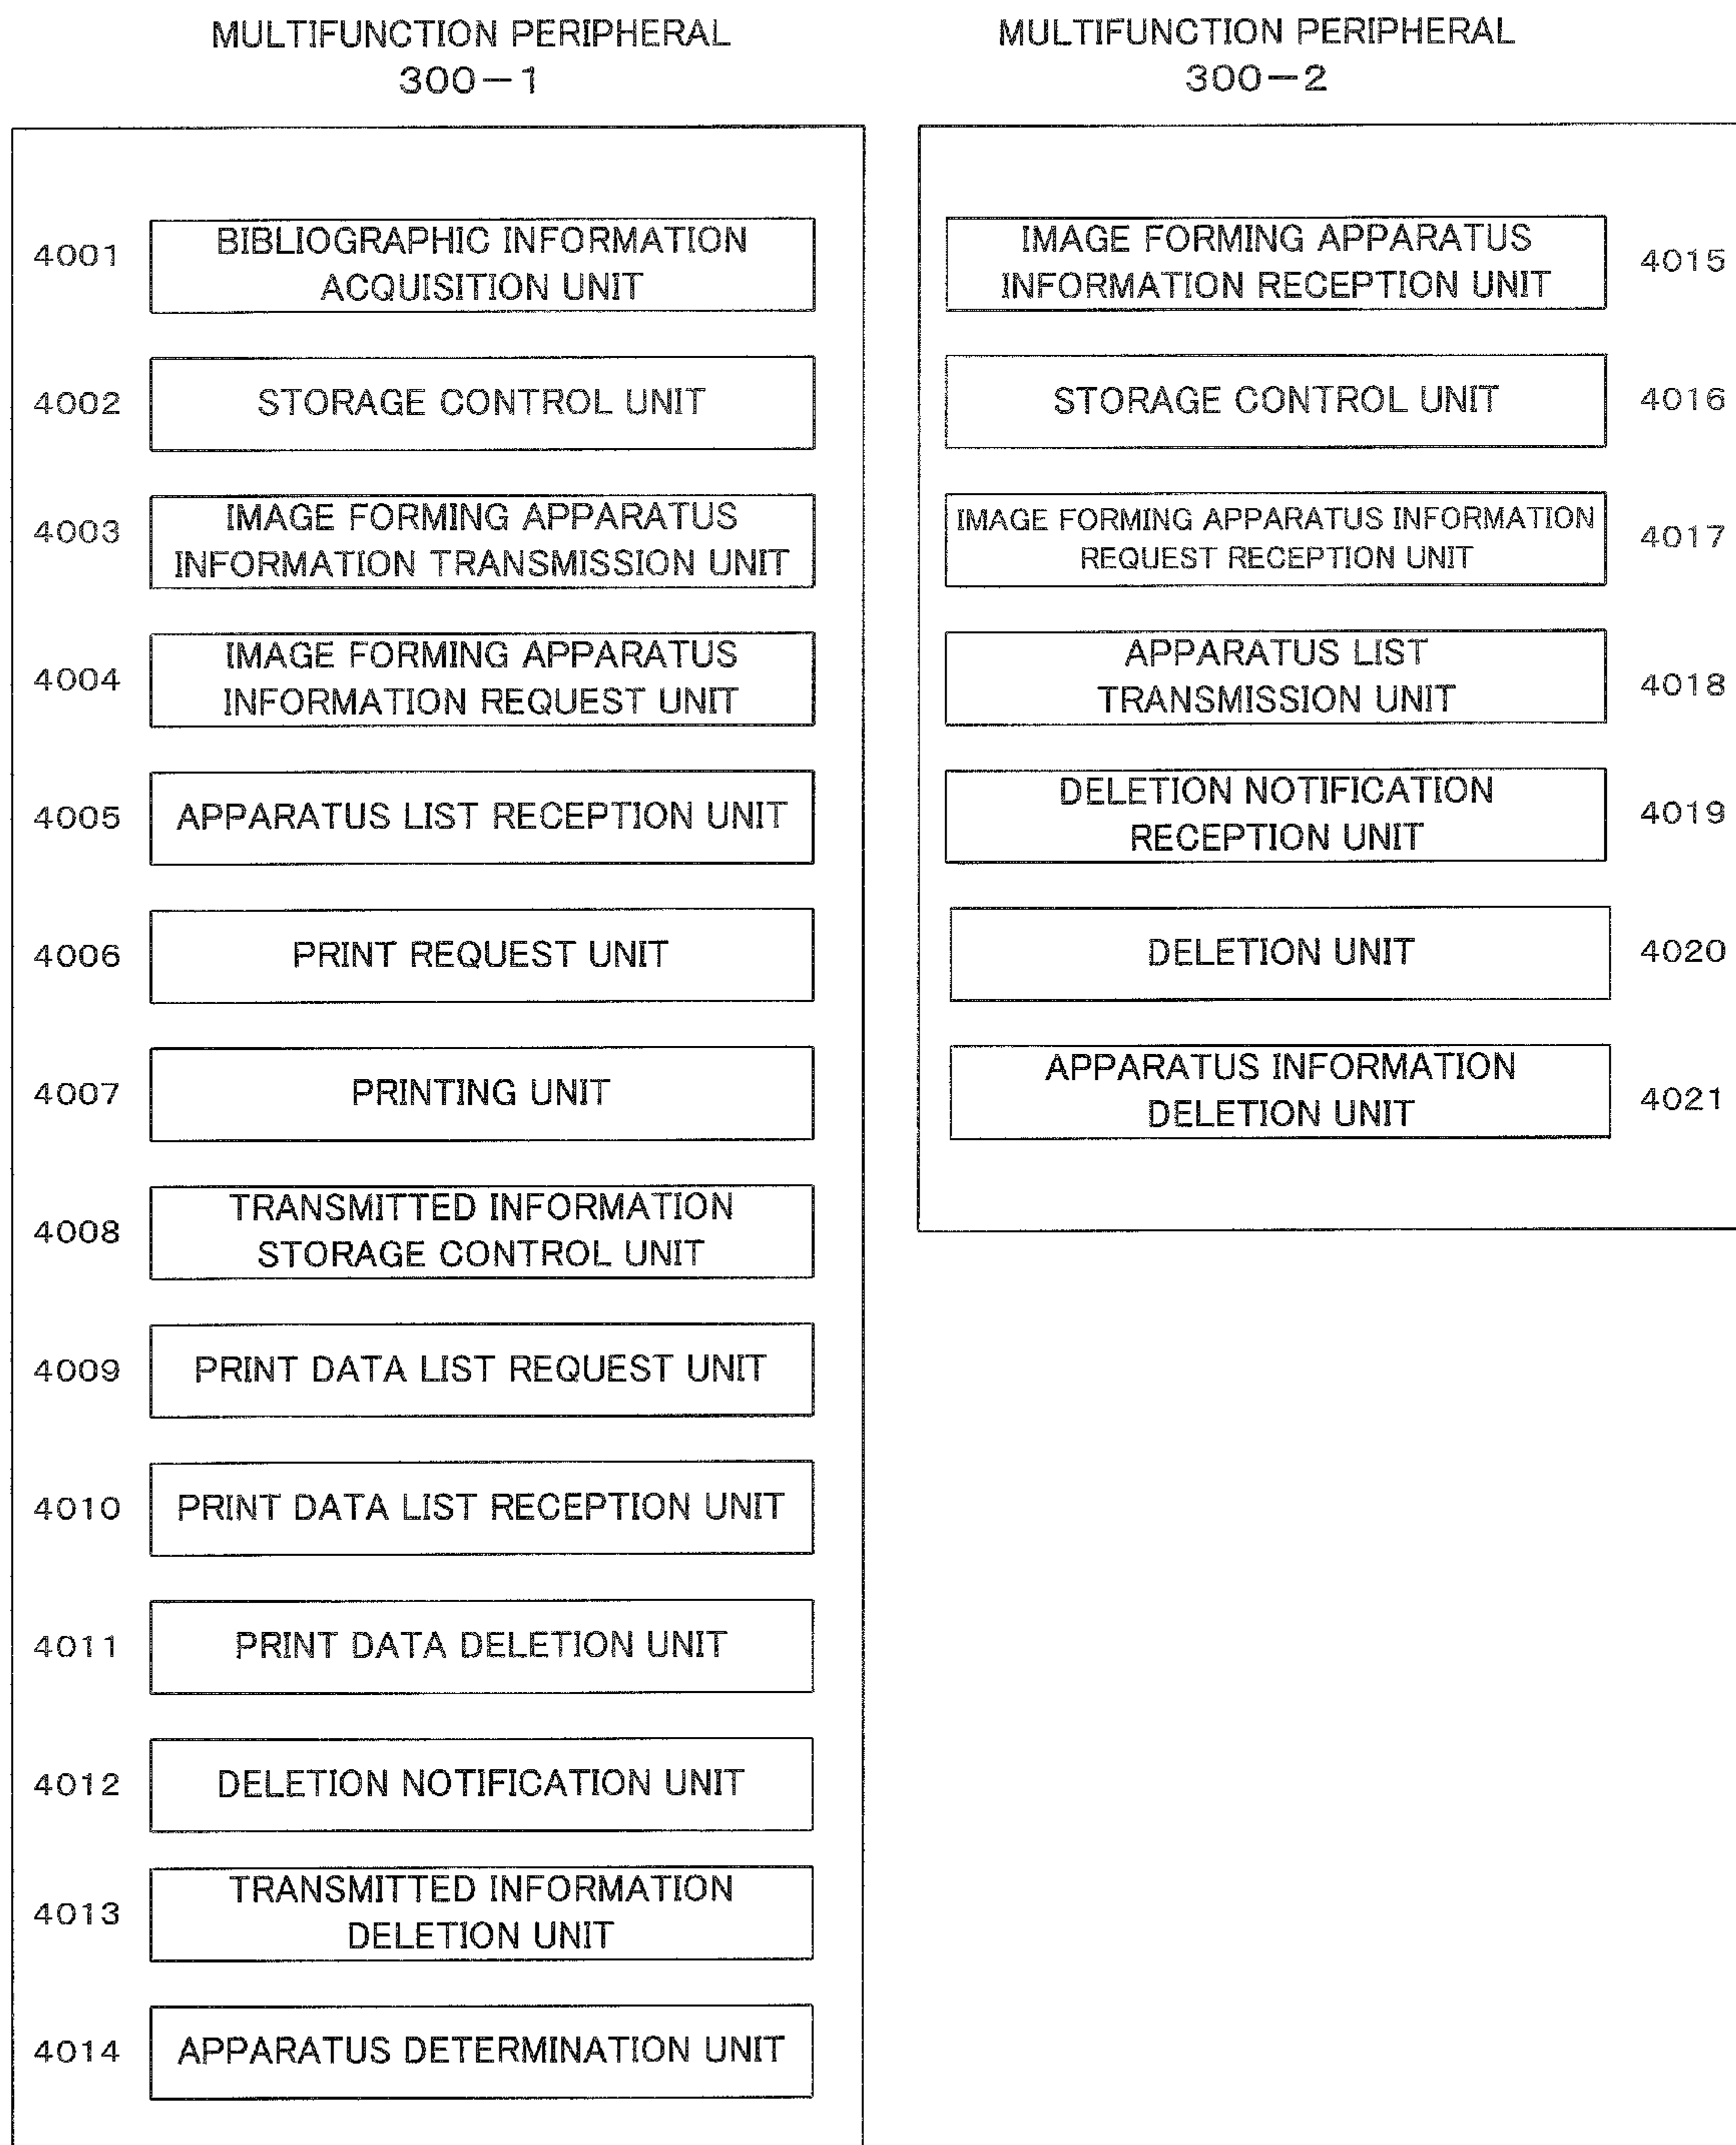 MULTIFUNCTION PERIPHERAL
300-1
4001
BIBLIOGRAPHIC INFORMATION
ACQUISITION UNIT
4002
STORAGE CONTROL UNIT
4003
IMAGE FORMING APPARATUS
INFORMATION TRANSMISSION UNIT
4004
IMAGE FORMING APPARATUS
INFORMATION REQUEST UNIT
4005
APPARATUS LIST RECEPTION UNIT
4006
PRINT REQUEST UNIT
4007
PRINTING UNIT
4008
TRANSMITTED INFORMATION
STORAGE CONTROL UNIT
4009
PRINT DATA LIST REQUEST UNIT
4010
PRINT DATA LIST RECEPTION UNIT
4011
PRINT DATA DELETION UNIT
4012
DELETION NOTIFICATION UNIT
4013
TRANSMITTED INFORMATION
DELETION UNIT
4014
APPARATUS DETERMINATION UNIT
MULTIFUNCTION PERIPHERAL
300-2
IMAGE FORMING APPARATUS
INFORMATION RECEPTION UNIT
4015
STORAGE CONTROL UNIT
4016
IMAGE FORMING APPARATUS INFORMATION
REQUEST RECEPTION UNIT
4017
APPARATUS LIST
TRANSMISSION UNIT
4018
DELETION NOTIFICATION
RECEPTION UNIT
4019
DELETION UNIT
4020
APPARATUS INFORMATION
DELETION UNIT
4021